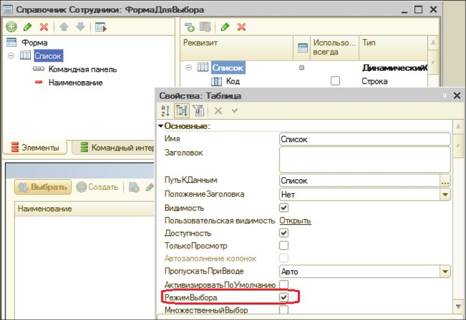 Справочник Сотрудники: ФормаДляВыбора
Форма
Список
Командная панель
Наименование
Элементы
Командный интер
Реквизит
Использо...
всегда
Тип
Список
Динамический
Код
Строка
Выбрать
Создать
Наименование
Свойства: Таблица
Основные:
Имя
Список
Заголовок
ПутьКДанным
Список
ПоложениеЗаголовка
Нет
Видимость
Пользовательская видимость
Открыть
Доступность
ТолькоПросмотр
Автозаполнение колонок
ПропускатьПриВводе
Авто
АктивизироватьПоУмолчанию
РежимВыбора
МножественныйВыбор